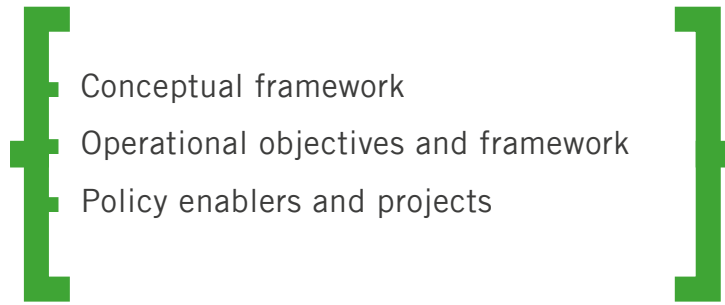 Conceptual framework
Operational objectives and framework
Policy enablers and projects